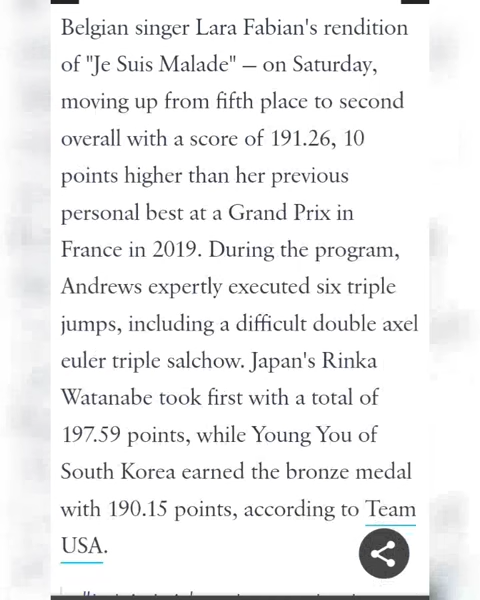 Belgian singer Lara Fabian's rendition
of "Je Suis Malade" – on Saturday,
moving up from fifth place to second
overall with a score of 191.26, 10
points higher than her previous
personal best at a Grand Prix in
France in 2019. During the program,
Andrews expertly executed six triple
jumps, including a difficult double axel
euler triple salchow. Japan's Rinka
Watanabe took first with a total of
197.59 points, while Young You of
South Korea earned the bronze medal
with 190.15 points, according to Team
USA.